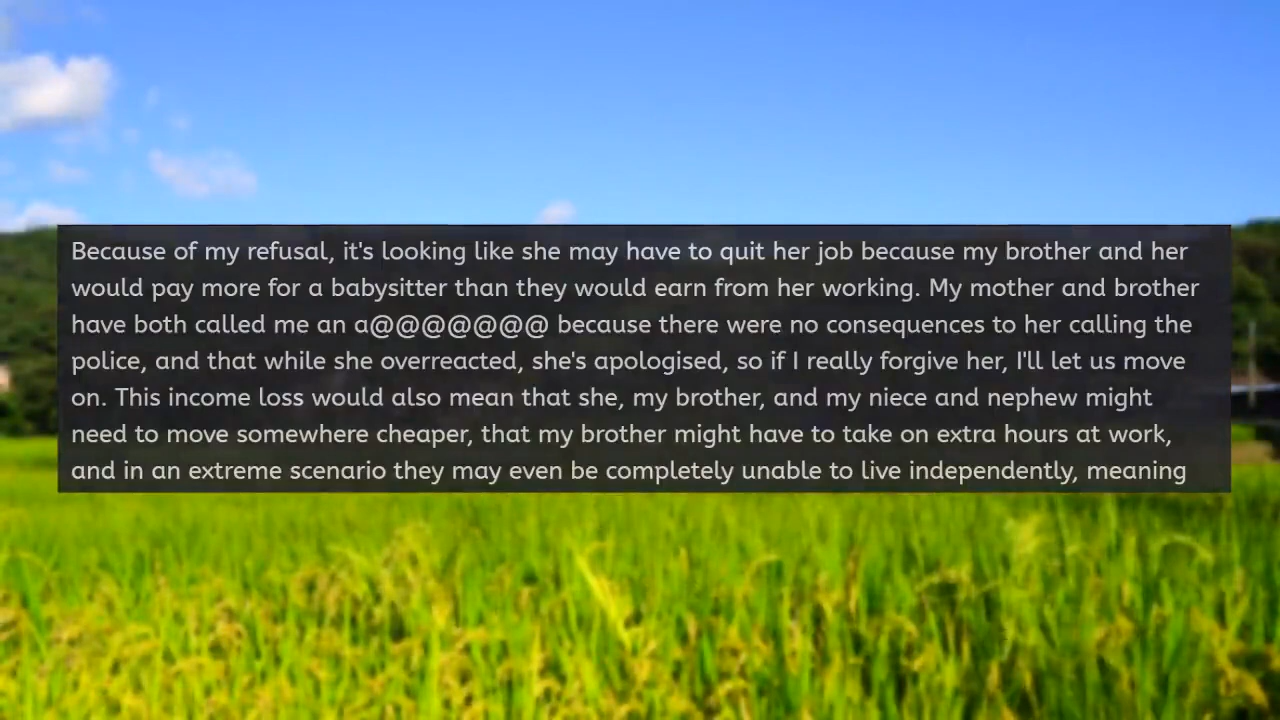 Because of my refusal, it's looking like she may have to quit her job because my brother and her
would pay more for a babysitter than they would earn from her working. My mother and brother
have both called me an a@@@@@@@ because there were no consequences to her calling the
police, and that while she overreacted, she's apologised, so if I really forgive her, I'll let us move
on. This income loss would also mean that she, my brother, and my niece and nephew might
need to move somewhere cheaper, that my brother might have to take on extra hours at work,
and in an extreme scenario they may even be completely unable to live independently, meaning